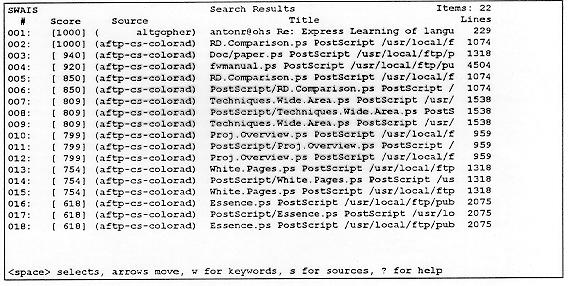 SWAIS Search Results Items: 22
# Score Source Title Lines
001: [1000] ( altgopher) antonr@ohs Re: Express Learning of langu 229
002: [1000] (aftp-cs-colorad) RD.Comparison.ps PostScript /usr/local/f 1074
003: [ 940] (aftp-cs-colorad) Doc/paper.ps PostScript /usr/local/ftp/p 1318
004: [ 920] (aftp-cs-colorad) fwmanual.ps PostScript /usr/local/ftp/pu 4504
005: [ 850] (aftp-cs-colorad) RD.Comparison.ps PostScript /usr/local/f 1074
006: [ 850] (aftp-cs-colorad) PostScript/RD.Comparison.ps PostScript / 1074
007: [ 809] (aftp-cs-colorad) Techniques.Wide.Area.ps PostScript /usr/ 1538
008: [ 809] (aftp-cs-colorad) PostScript/Techniques.Wide.Area.ps PostS 1538
009: [ 809] (aftp-cs-colorad) Techniques.Wide.Area.ps PostScript /usr/ 1538
010: [ 799] (aftp-cs-colorad) Proj.Overview.ps PostScript /usr/local/f 959
011: [ 799] (aftp-cs-colorad) PostScript/Proj.Overview.ps PostScript / 959
012: [ 799] (aftp-cs-colorad) Proj.Overview.ps PostScript /usr/local/f 959
013: [ 754] (aftp-cs-colorad) White.Pages.ps PostScript /usr/local/ftp 1318
014: [ 754] (aftp-cs-colorad) PostScript/White.Pages.ps PostScript /us 1318
015: [ 754] (aftp-cs-colorad) White.Pages.ps PostScript /usr/local/ftp 1318
016: [ 618] (aftp-cs-colorad) Essence.ps PostScript /usr/local/ftp/pub 2075
017: [ 618] (aftp-cs-colorad) PostScript/Essence.ps PostScript /usr/lo 2075
018: [ 618] (aftp-cs-colorad) Essence.ps PostScript /usr/local/ftp/pub 2075
<space> selects, arrows move, w for keywords, s for sources, ? for help